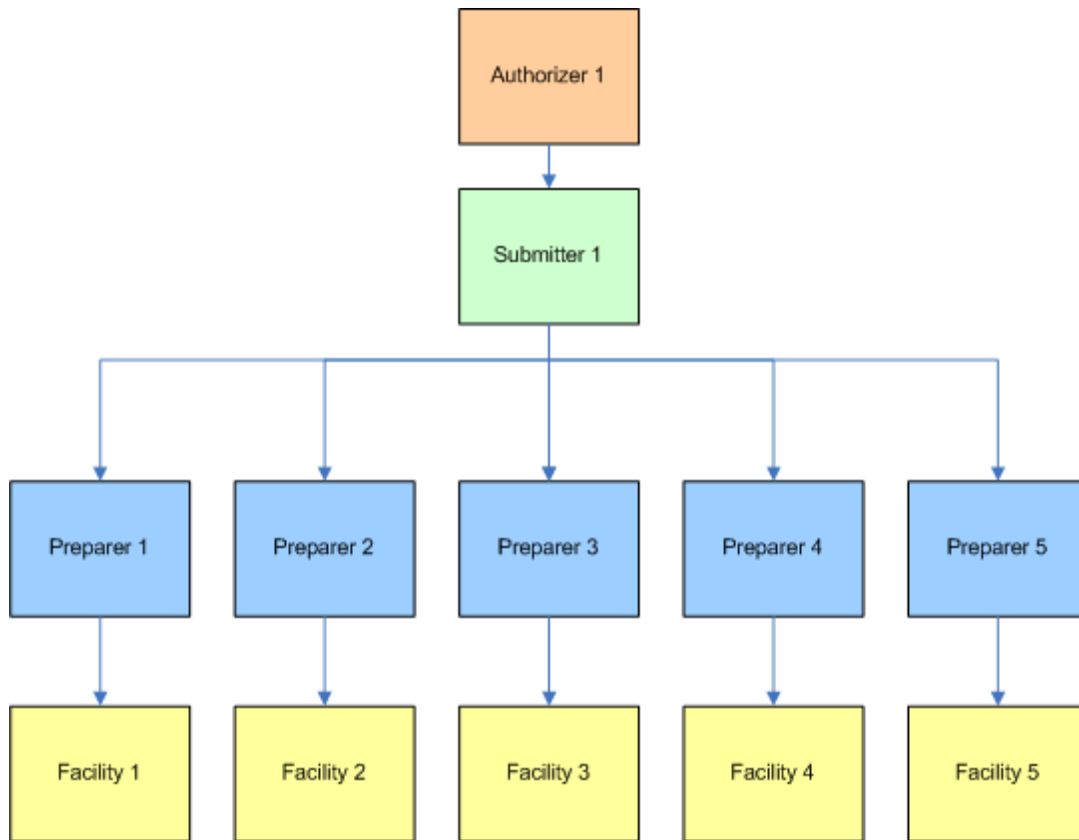 Authorizer 1
Submitter 1
Preparer 1
Preparer 2
Preparer 3
Preparer 4
Preparer 5
Facility 1
Facility 2
Facility 3
Facility 4
Facility 5